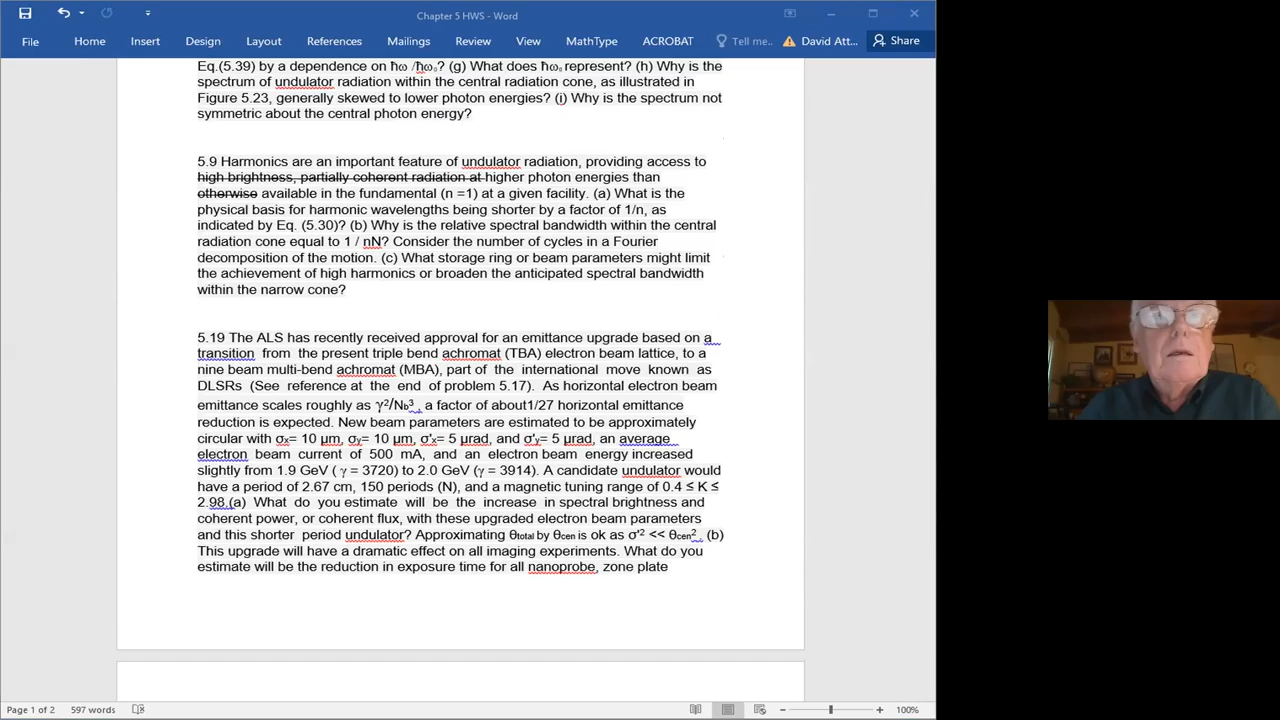 Chapter 5 HWS - Word
File Home Insert Design Layout References Mailings Review View MathType ACROBAT Tell me.. David Att... Share
Eq.(5.39) by a dependence on ħω /ħω₀? (g) What does ħω₀ represent? (h) Why is the
spectrum of undulator radiation within the central radiation cone, as illustrated in
Figure 5.23, generally skewed to lower photon energies? (i) Why is the spectrum not
symmetric about the central photon energy?
5.9 Harmonics are an important feature of undulator radiation, providing access to
high brightness, partially coherent radiation at higher photon energies than
otherwise available in the fundamental (n =1) at a given facility. (a) What is the
physical basis for harmonic wavelengths being shorter by a factor of 1/n, as
indicated by Eq. (5.30)? (b) Why is the relative spectral bandwidth within the central
radiation cone equal to 1 / nN? Consider the number of cycles in a Fourier
decomposition of the motion. (c) What storage ring or beam parameters might limit
the achievement of high harmonics or broaden the anticipated spectral bandwidth
within the narrow cone?
5.19 The ALS has recently received approval for an emittance upgrade based on a
transition from the present triple bend achromat (TBA) electron beam lattice, to a
nine beam multi-bend achromat (MBA), part of the international move known as
DLSRs (See reference at the end of problem 5.17). As horizontal electron beam
emittance scales roughly as γ²/Nb³, a factor of about1/27 horizontal emittance
reduction is expected. New beam parameters are estimated to be approximately
circular with σx= 10 μm, σy= 10 μm, σ'x= 5 μrad, and σ'y= 5 μrad, an average
electron beam current of 500 mA, and an electron beam energy increased
slightly from 1.9 GeV ( γ = 3720) to 2.0 GeV (γ = 3914). A candidate undulator would
have a period of 2.67 cm, 150 periods (N), and a magnetic tuning range of 0.4 ≤ K ≤
2.98.(a) What do you estimate will be the increase in spectral brightness and
coherent power, or coherent flux, with these upgraded electron beam parameters
and this shorter period undulator? Approximating θtotal by θcen is ok as σ'² << θcen². (b)
This upgrade will have a dramatic effect on all imaging experiments. What do you
estimate will be the reduction in exposure time for all nanoprobe, zone plate
Page 1 of 2 597 words 100%